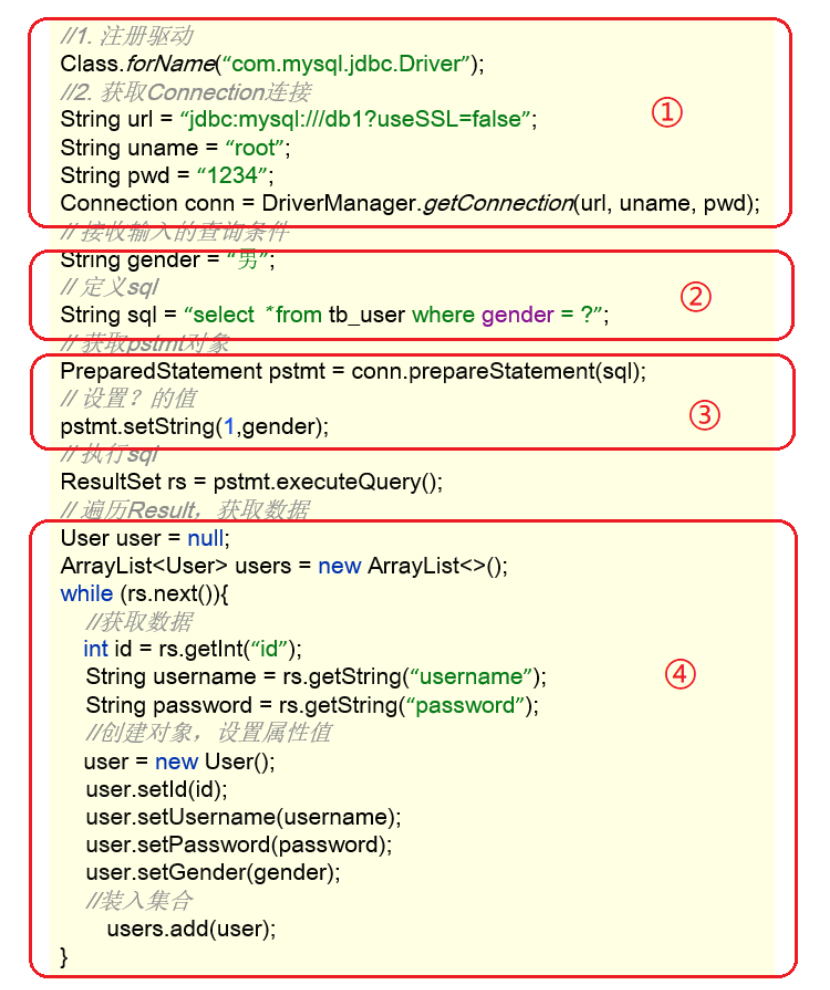 //1. 注册驱动
Class.forName(“com.mysql.jdbc.Driver”);
//2. 获取Connection连接
String url = “jdbc:mysql:///db1?useSSL=false”;
①
String uname = “root”;
String pwd = “1234”;
Connection conn = DriverManager.getConnection(url, uname, pwd);
// 接收输入的查询条件
String gender = “男”;
// 定义sql
②
String sql = “select *from tb_user where gender = ?”;
// 获取pstmt对象
PreparedStatement pstmt = conn.prepareStatement(sql);
// 设置？的值
③
pstmt.setString(1,gender);
// 执行sql
ResultSet rs = pstmt.executeQuery();
// 遍历Result，获取数据
User user = null;
ArrayList<User> users = new ArrayList<>();
while (rs.next()){
//获取数据
int id = rs.getInt(“id”);
String username = rs.getString(“username”);
④
String password = rs.getString(“password”);
//创建对象，设置属性值
user = new User();
user.setId(id);
user.setUsername(username);
user.setPassword(password);
user.setGender(gender);
//装入集合
users.add(user);
}